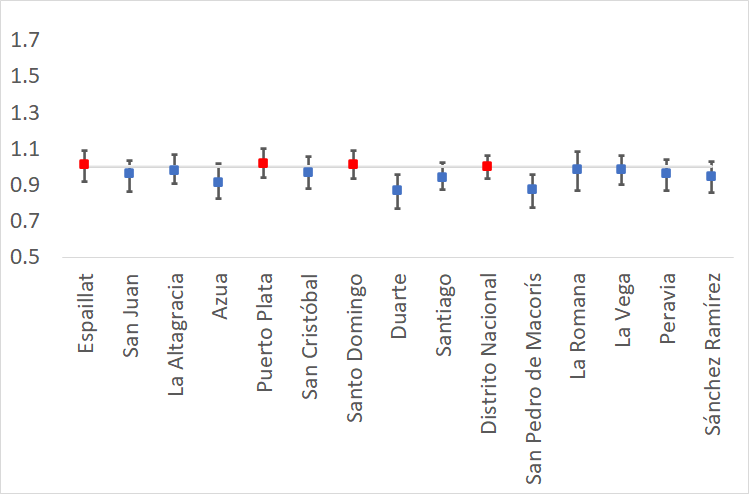 1.7
1.5
1.3
1.1
0.9
0.7
0.5
Espaillat
San Juan
La Altagracia
Azua
Puerto Plata
San Cristóbal
Santo Domingo
Duarte
Santiago
Distrito Nacional
San Pedro de Macorís
La Romana
La Vega
Peravia
Sánchez Ramírez